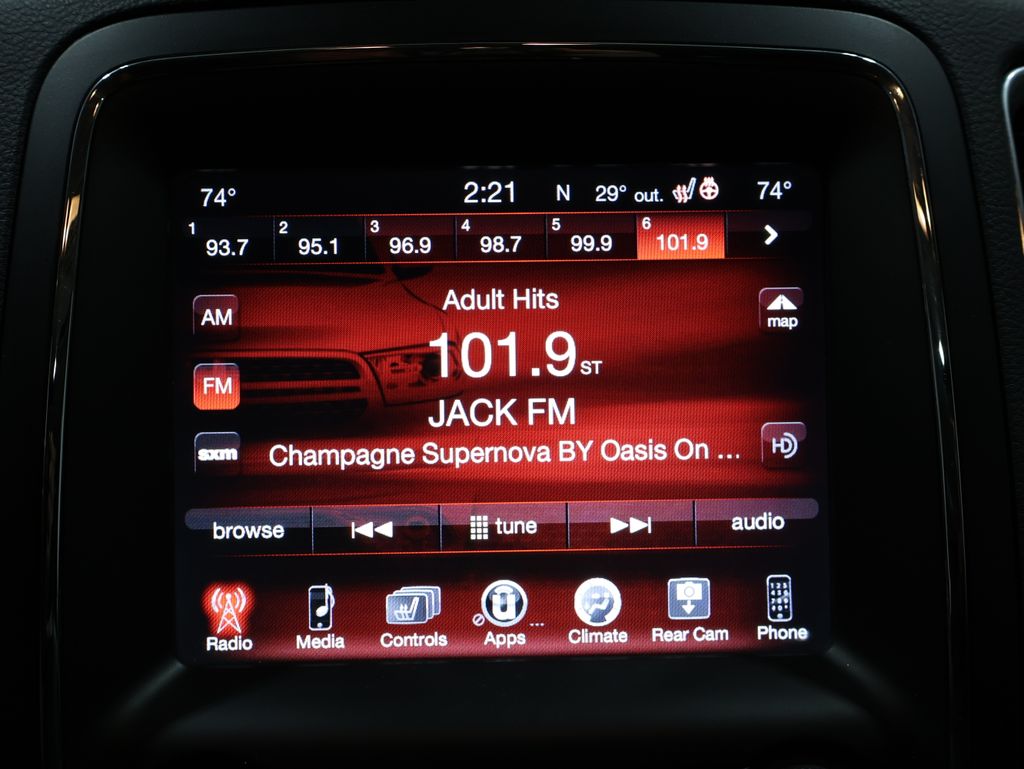 74° 2:21 N 29° out. 74°
1 93.7 2 95.1 3 96.9 4 98.7 5 99.9 6 101.9
Adult Hits
AM
map
101.9 ST
FM
JACK FM
HD
sxm
Champagne Supernova BY Oasis On ...
browse tune audio
Radio Media Controls Apps ... Climate Rear Cam Phone